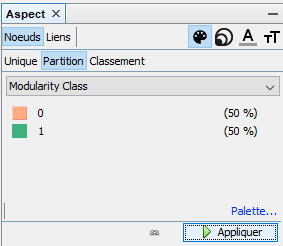 Aspect
Noeuds Liens
A T T
Unique Partition Classement
Modularity Class
0 (50 %)
1 (50 %)
Palette...
Appliquer